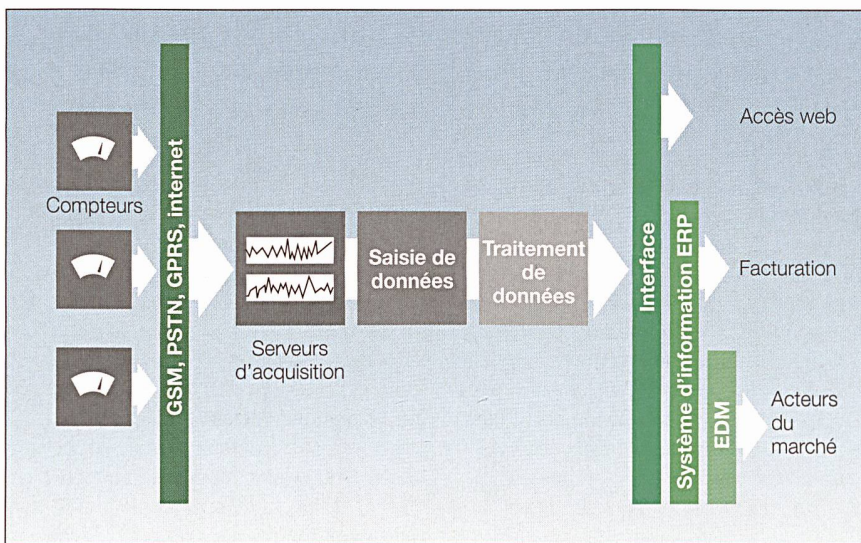 Compteurs
GSM, PSTN, GPRS, internet
Serveurs
d'acquisition
Saisie de
données
Traitement
de
données
Interface
Système d'information ERP
EDM
Accès web
Facturation
Acteurs
du
marché